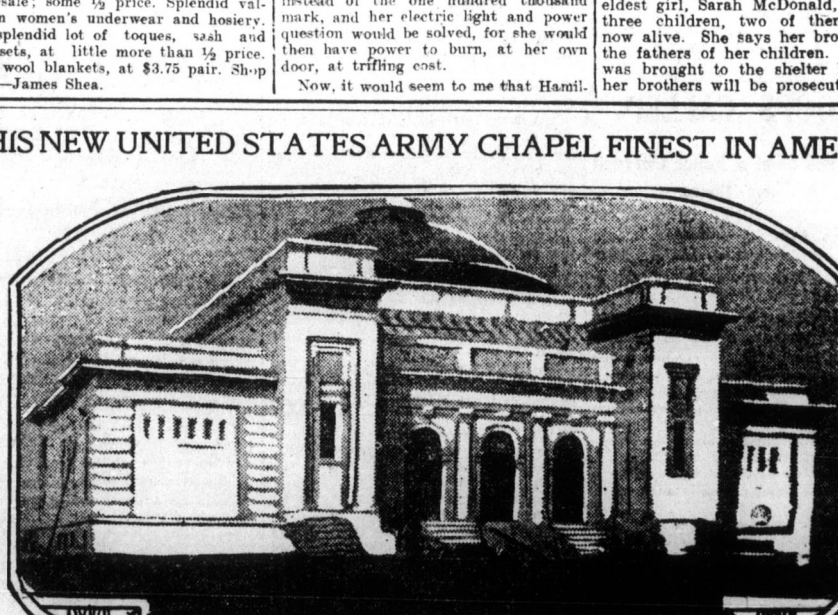 sale; some ½ price. Splendid val-
n women's underwear and hosiery.
splendid lot of toques, sash and
sets, at little more than ½ price.
wool blankets, at $3.75 pair. Shop
—James Shea.
instead of the one hundred thousand
mark, and her electric light and power
question would be solved, for she would
then have power to burn, at her own
door, at trifling cost.
Now, it would seem to me that Hamil-
eldest girl, Sarah McDonald,
three children, two of them
now alive. She says her bro
the fathers of her children.
was brought to the shelter
her brothers will be prosecut
HIS NEW UNITED STATES ARMY CHAPEL FINEST IN AME